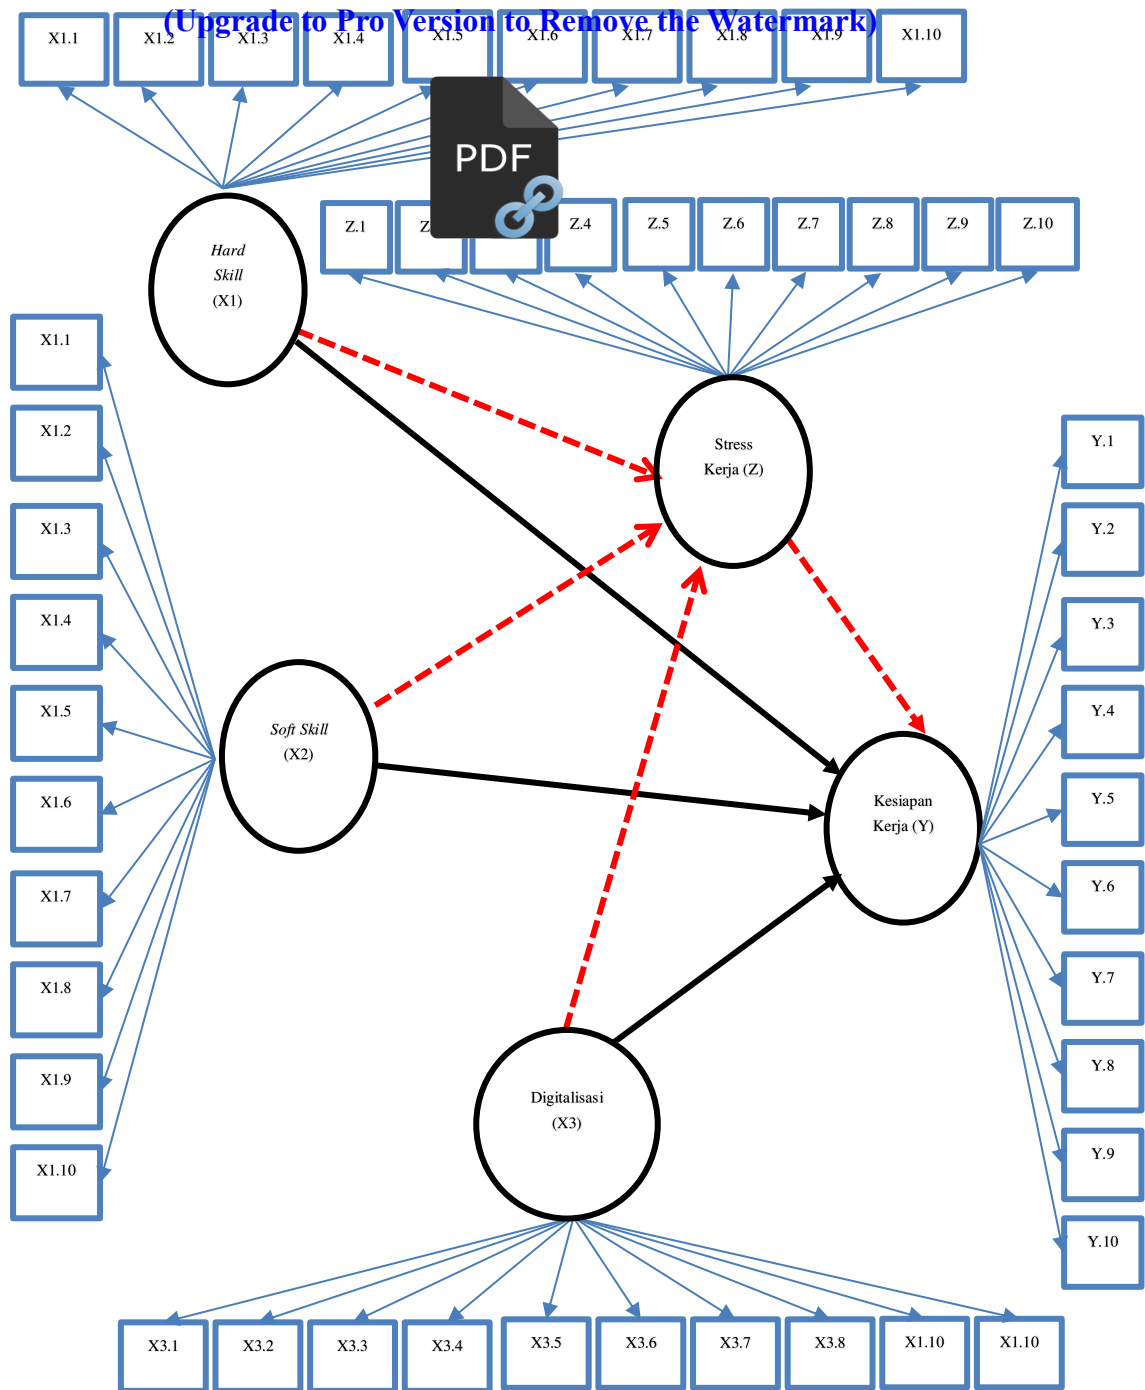 (Upgrade to Pro Version to Remove the Watermark)
X1.1 X1.2 X1.3 X1.4 X1.5 X1.6 X1.7 X1.8 X1.9 X1.10
PDF
Z.1 Z.4 Z.5 Z.6 Z.7 Z.8 Z.9 Z.10
Hard
Skill
(X1)
X1.1
X1.2
X1.3
X1.4
X1.5
X1.6
X1.7
X1.8
X1.9
X1.10
Stress
Kerja (Z)
Soft Skill
(X2)
Kesiapan
Kerja (Y)
Y.1
Y.2
Y.3
Y.4
Y.5
Y.6
Y.7
Y.8
Y.9
Y.10
Digitalisasi
(X3)
X3.1 X3.2 X3.3 X3.4 X3.5 X3.6 X3.7 X3.8 X1.10 X1.10